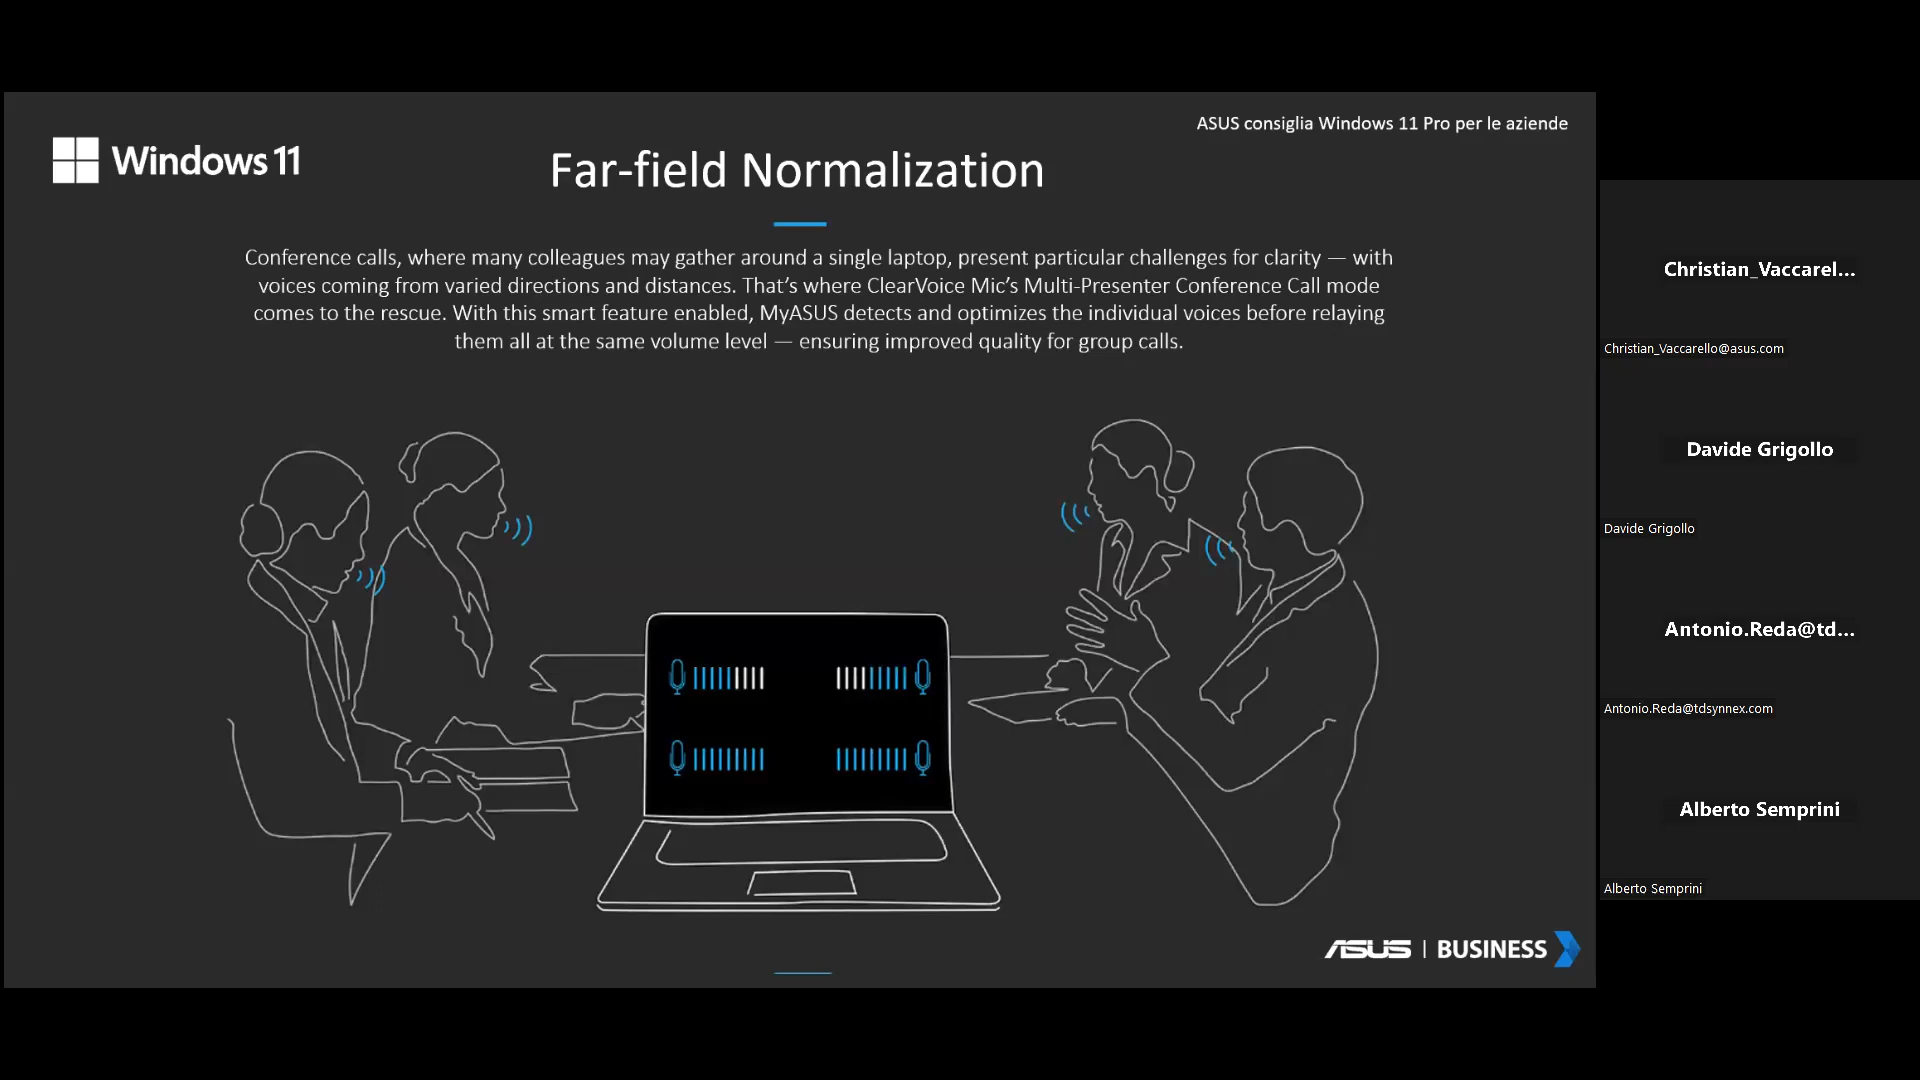 ASUS consiglia Windows 11 Pro per le aziende
Windows 11
Far-field Normalization
Conference calls, where many colleagues may gather around a single laptop, present particular challenges for clarity — with
voices coming from varied directions and distances. That’s where ClearVoice Mic’s Multi-Presenter Conference Call mode
comes to the rescue. With this smart feature enabled, MyASUS detects and optimizes the individual voices before relaying
them all at the same volume level — ensuring improved quality for group calls.
ASUS | BUSINESS
Christian_Vaccarel...
Christian_Vaccarello@asus.com
Davide Grigollo
Davide Grigollo
Antonio.Reda@td...
Antonio.Reda@tdsynnex.com
Alberto Semprini
Alberto Semprini